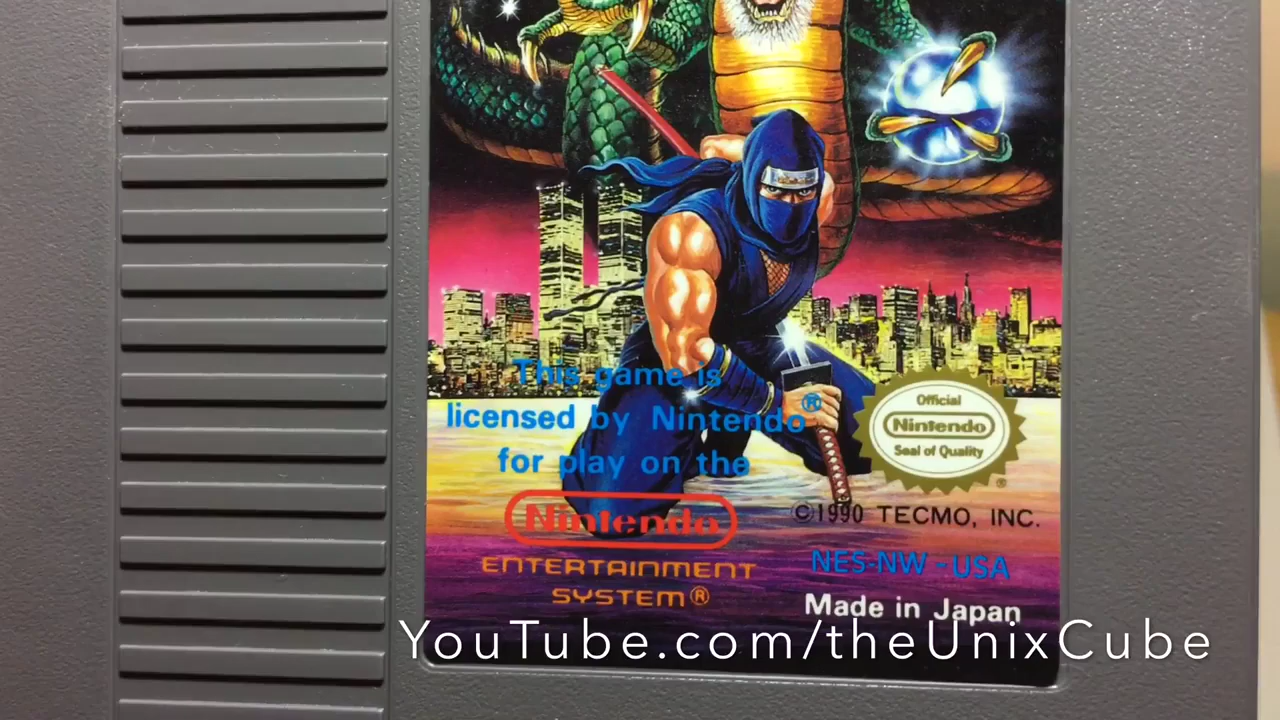 This game is
licensed by Nintendo®
for play on the
Nintendo
ENTERTAINMENT
SYSTEM®
Official
Nintendo
Seal of Quality
®
©1990 TECMO, INC.
NES-NW-USA
Made in Japan
YouTube.com/theUnixCube